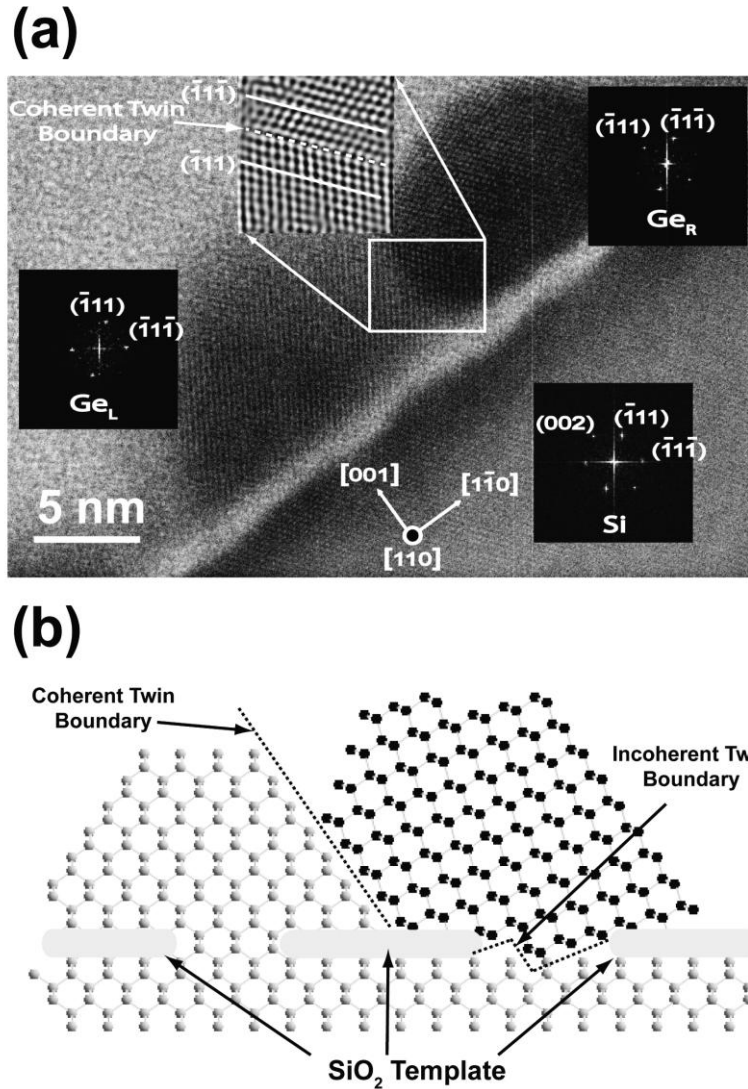 (a)
(1̄11̄)
Coherent Twin
Boundary
(1̄11)
(1̄11) (1̄11̄)
Ge_R
(1̄11)
(1̄11̄)
Ge_L
(002) (1̄11)
(1̄11̄)
Si
[001] [11̄0]
[110]
5 nm
(b)
Coherent Twin
Boundary
Incoherent Tw
Boundary
SiO₂ Template